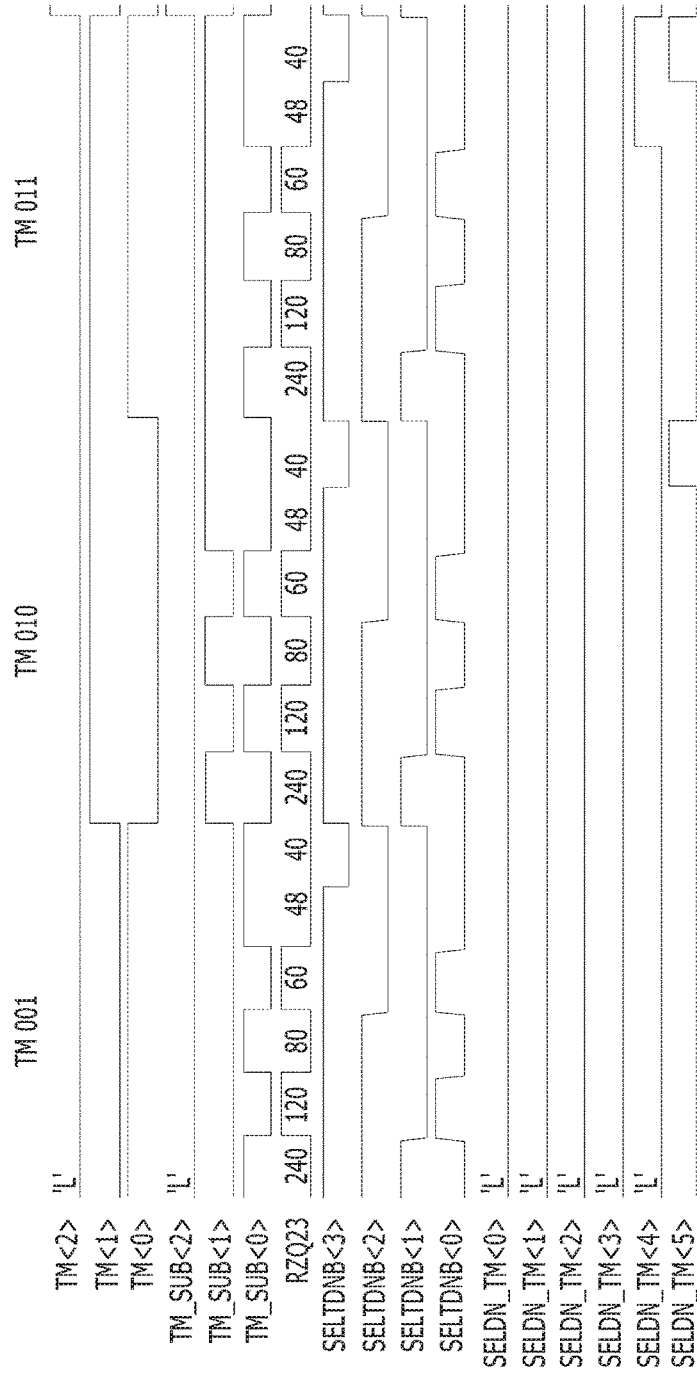 TM 001 TM 010 TM 011
TM<2> 'L'
TM<1>
TM<0>
TM_SUB<2> 'L'
TM_SUB<1>
TM_SUB<0>
RZQ23 240 120 80 60 48 40 240 120 80 60 48 40 240 120 80 60 48 40
SELTDNB<3>
SELTDNB<2>
SELTDNB<1>
SELTDNB<0>
SELDN_TM<0> 'L'
SELDN_TM<1> 'L'
SELDN_TM<2> 'L'
SELDN_TM<3> 'L'
SELDN_TM<4> 'L'
SELDN_TM<5>